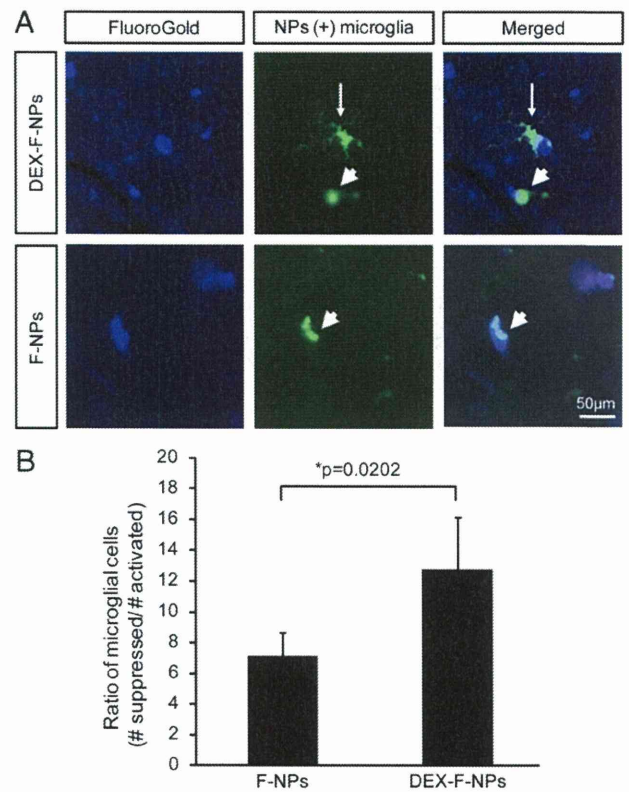 A
FluoroGold
NPs (+) microglia
Merged
DEX-F-NPs
F-NPs
50μm
B
Ratio of microglial cells
(# suppressed/# activated)
20
18
16
14
12
10
8
6
4
2
0
*p=0.0202
F-NPs
DEX-F-NPs